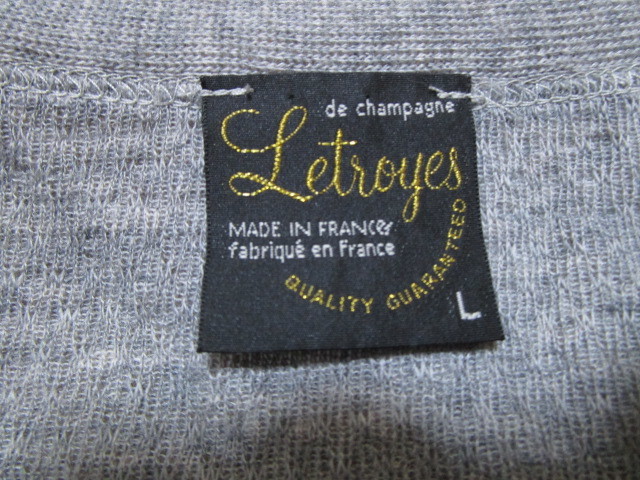 de champagne
Letroyes
MADE IN FRANCE
fabriqué en France
QUALITY GUARANTEED
L